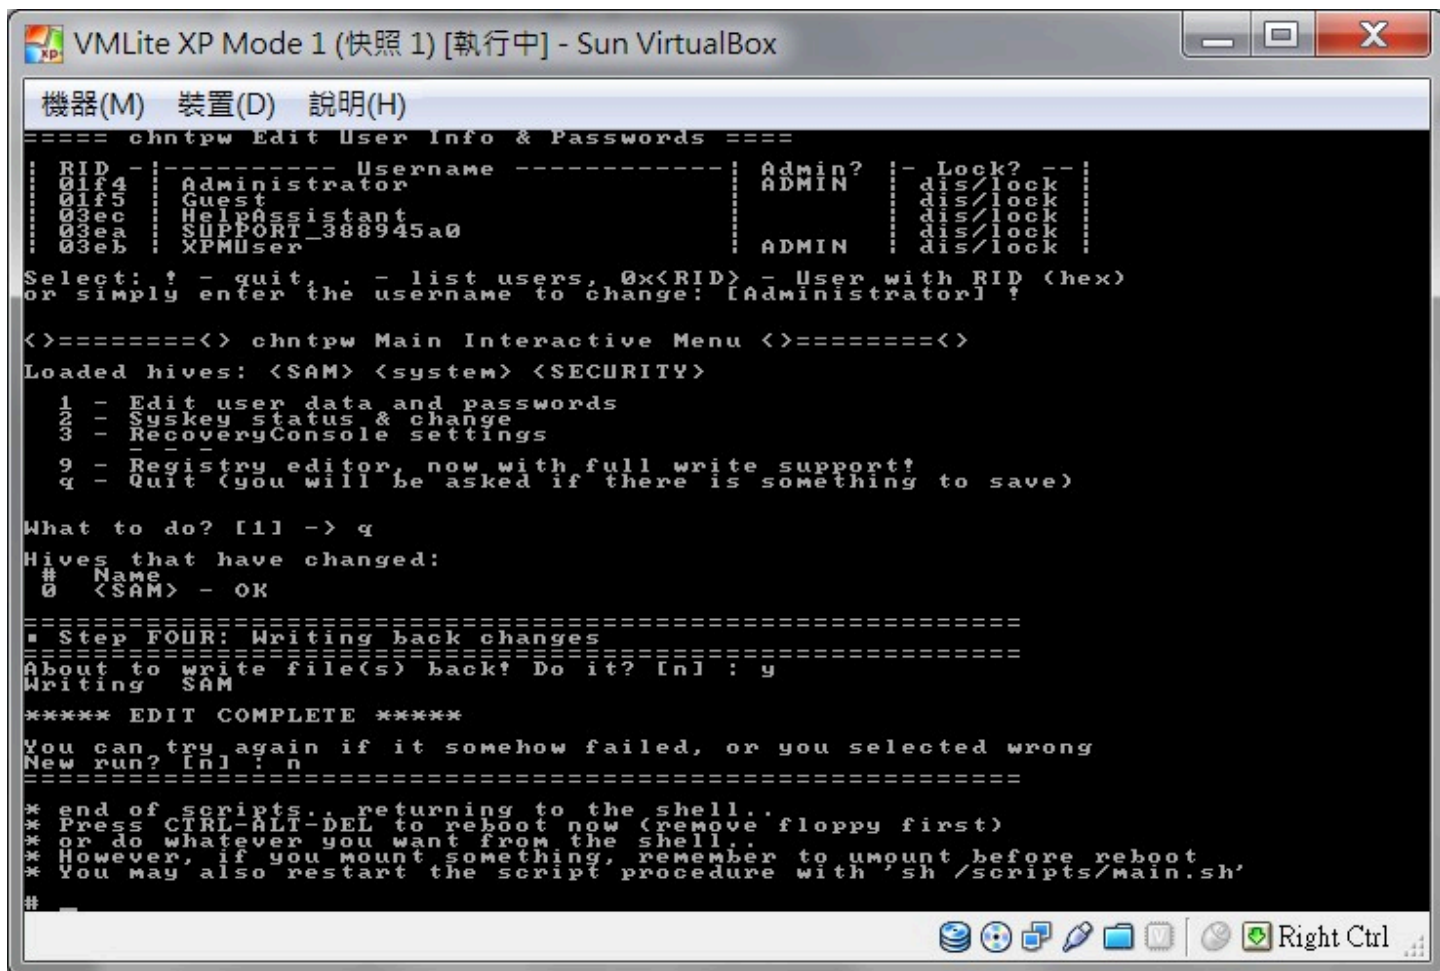 VMLite XP Mode 1 (快照 1) [執行中] - Sun VirtualBox
機器(M) 裝置(D) 說明(H)
===== chntpw Edit User Info & Passwords ====
| RID -|---------- Username ------------| Admin? |- Lock? --|
| 01f4 | Administrator | ADMIN | dis/lock |
| 01f5 | Guest | | dis/lock |
| 03ec | HelpAssistant | | dis/lock |
| 03ea | SUPPORT_388945a0 | | dis/lock |
| 03eb | XPMUser | ADMIN | dis/lock |
Select: ! - quit, . - list users, 0x<RID> - User with RID (hex)
or simply enter the username to change: [Administrator] !
<>========<> chntpw Main Interactive Menu <>========<>
Loaded hives: <SAM> <system> <SECURITY>
1 - Edit user data and passwords
2 - Syskey status & change
3 - RecoveryConsole settings
- - -
9 - Registry editor, now with full write support!
q - Quit (you will be asked if there is something to save)
What to do? [1] -> q
Hives that have changed:
# Name
0 <SAM> - OK
=========================================================
▪ Step FOUR: Writing back changes
=========================================================
About to write file(s) back! Do it? [n] : y
Writing SAM
***** EDIT COMPLETE *****
You can try again if it somehow failed, or you selected wrong
New run? [n] : n
=========================================================
* end of scripts.. returning to the shell..
* Press CTRL-ALT-DEL to reboot now (remove floppy first)
* or do whatever you want from the shell..
* However, if you mount something, remember to umount before reboot
* You may also restart the script procedure with 'sh /scripts/main.sh'
# _
Right Ctrl